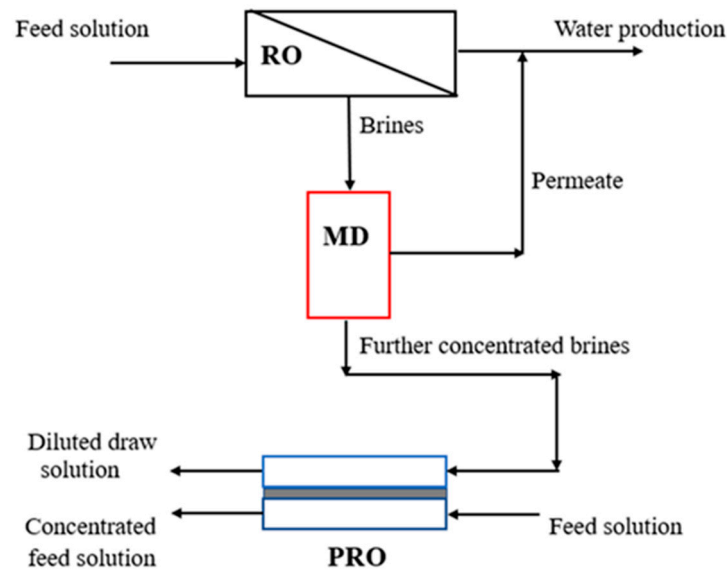 Feed solution
Water production
RO
Brines
Permeate
MD
Further concentrated brines
Diluted draw
solution
Concentrated
feed solution
Feed solution
PRO